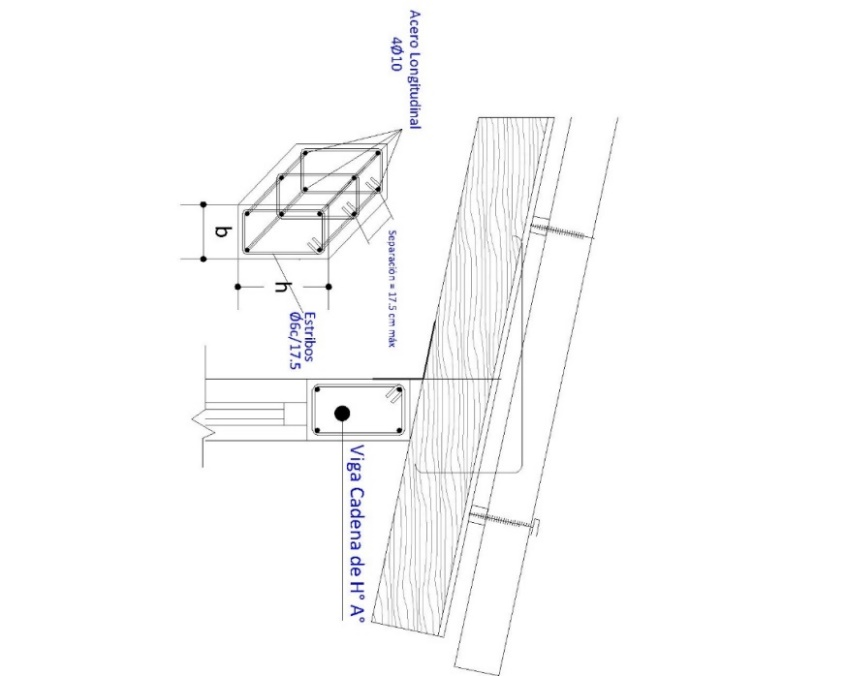 Acero Longitudinal
4Ø10
Separación = 17.5 cm máx
b
h
Estribos
Ø6c/17.5
Viga Cadena de H° A°